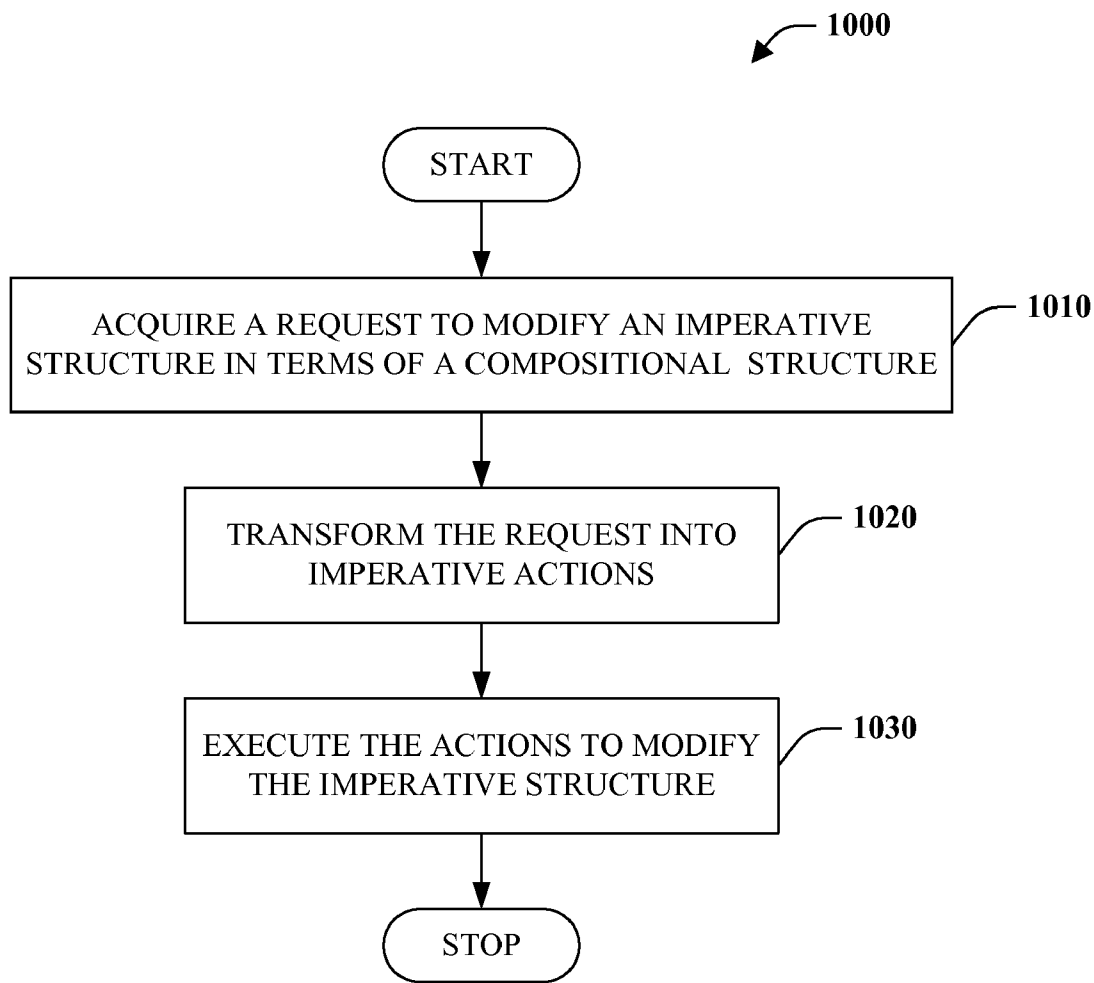 1000
START
ACQUIRE A REQUEST TO MODIFY AN IMPERATIVE
STRUCTURE IN TERMS OF A COMPOSITIONAL STRUCTURE
1010
TRANSFORM THE REQUEST INTO
IMPERATIVE ACTIONS
1020
EXECUTE THE ACTIONS TO MODIFY
THE IMPERATIVE STRUCTURE
1030
STOP